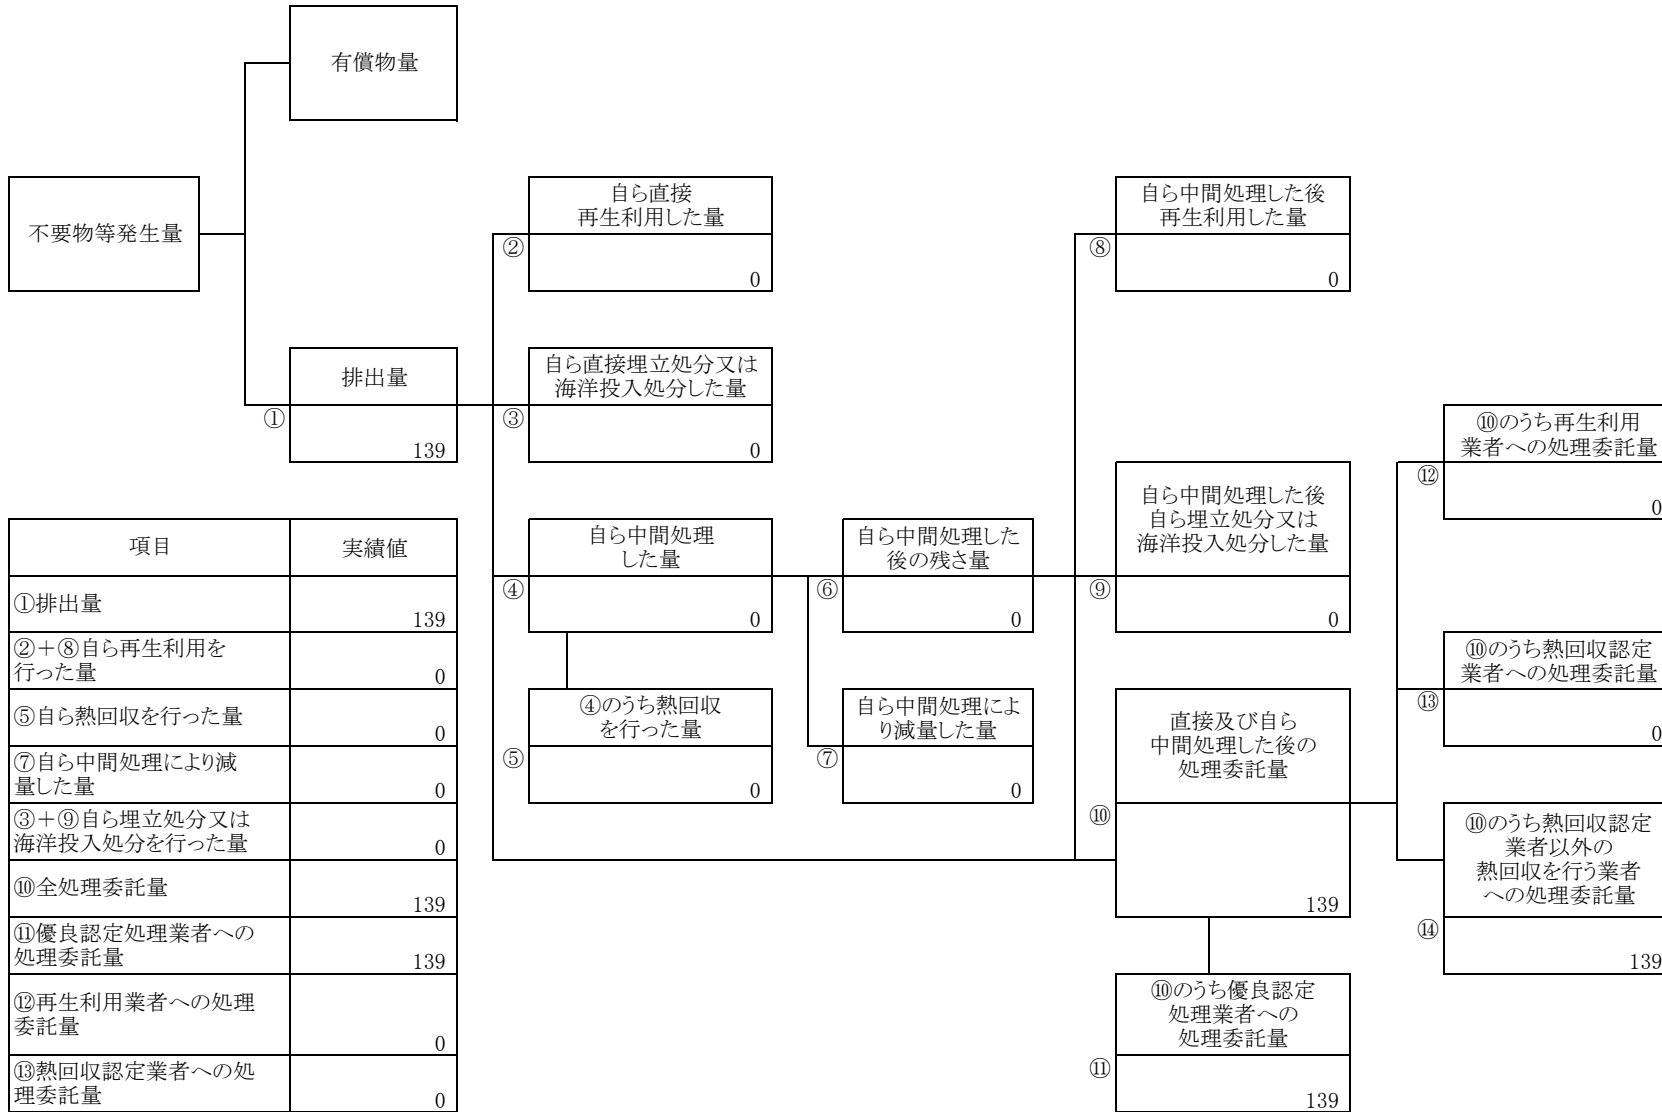 有償物量
不要物等発生量
自ら直接
再生利用した量
②
0
自ら中間処理した後
再生利用した量
⑧
0
排出量
①
139
自ら直接埋立処分又は
海洋投入処分した量
③
0
⑩のうち再生利用
業者への処理委託量
⑫
0
自ら中間処理
した量
④
0
自ら中間処理した
後の残さ量
⑥
0
自ら中間処理した後
自ら埋立処分又は
海洋投入処分した量
⑨
0
⑩のうち熱回収認定
業者への処理委託量
⑬
0
④のうち熱回収
を行った量
⑤
0
自ら中間処理によ
り減量した量
⑦
0
直接及び自ら
中間処理した後の
処理委託量
⑩
139
⑩のうち熱回収認定
業者以外の
熱回収を行う業者
への処理委託量
⑭
139
⑩のうち優良認定
処理業者への
処理委託量
⑪
139
項目 実績値
①排出量
139
②+⑧自ら再生利用を
行った量
0
⑤自ら熱回収を行った量
0
⑦自ら中間処理により減
量した量
0
③+⑨自ら埋立処分又は
海洋投入処分を行った量
0
⑩全処理委託量
139
⑪優良認定処理業者への
処理委託量
139
⑫再生利用業者への処理
委託量
0
⑬熱回収認定業者への処
理委託量
0